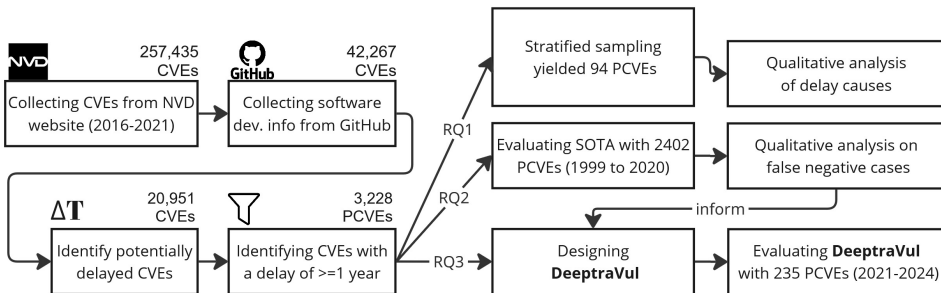 NVD
257,435
CVEs
GitHub
42,267
CVEs
Collecting CVEs from NVD
website (2016-2021)
Collecting software
dev. info from GitHub
ΔT
20,951
CVEs
3,228
PCVEs
Identify potentially
delayed CVEs
Identifying CVEs with
a delay of >=1 year
RQ1
RQ2
RQ3
Stratified sampling
yielded 94 PCVEs
Qualitative analysis
of delay causes
Evaluating SOTA with 2402
PCVEs (1999 to 2020)
Qualitative analysis on
false negative cases
inform
Designing
DeeptraVul
Evaluating DeeptraVul
with 235 PCVEs (2021-2024)